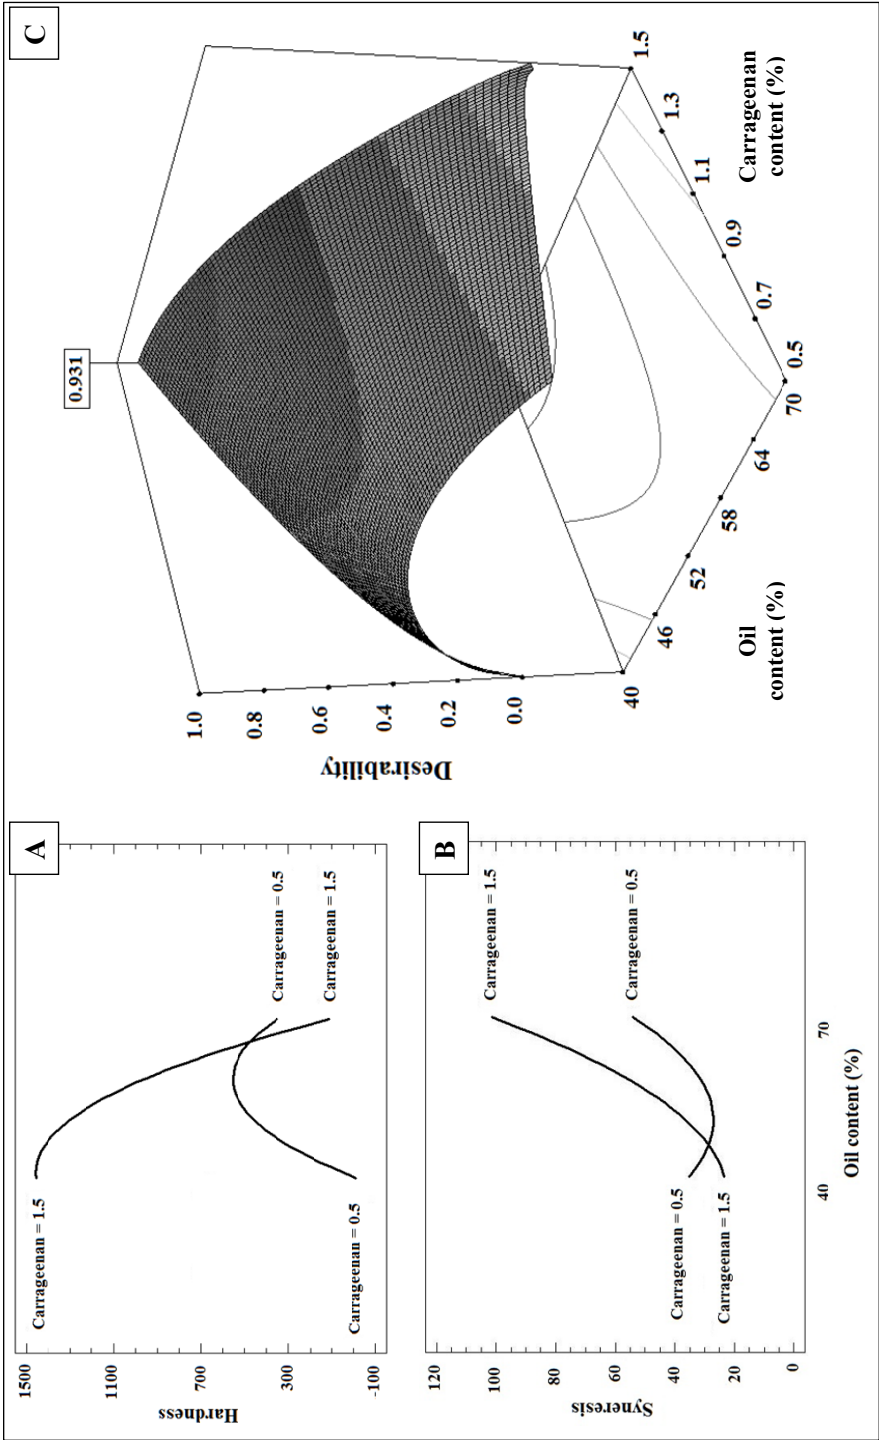 A
1500
1100
700
300
-100
Hardness
Carrageenan = 1.5
Carrageenan = 0.5
Carrageenan = 0.5
Carrageenan = 1.5
B
120
100
80
60
40
20
0
Syneresis
Carrageenan = 0.5
Carrageenan = 1.5
Carrageenan = 1.5
Carrageenan = 0.5
40
70
Oil content (%)
C
0.931
1.0
0.8
0.6
0.4
0.2
0.0
Desirability
40
46
52
58
64
70
Oil
content (%)
0.5
0.7
0.9
1.1
1.3
1.5
Carrageenan
content (%)